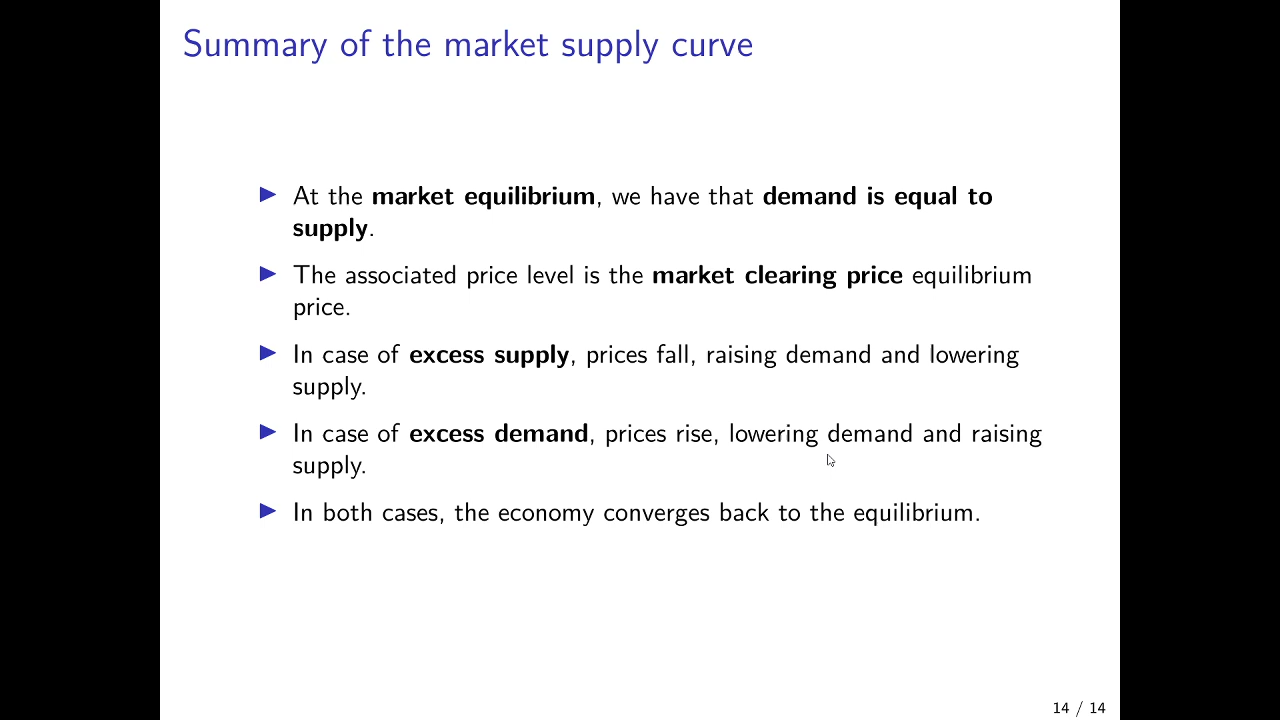 Summary of the market supply curve
At the market equilibrium, we have that demand is equal to
supply.
The associated price level is the market clearing price equilibrium
price.
In case of excess supply, prices fall, raising demand and lowering
supply.
In case of excess demand, prices rise, lowering demand and raising
supply.
In both cases, the economy converges back to the equilibrium.
14 / 14